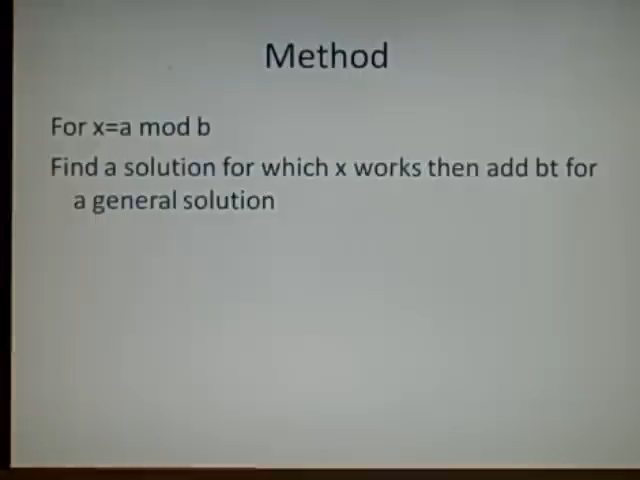 Method
For x=a mod b
Find a solution for which x works then add bt for
a general solution